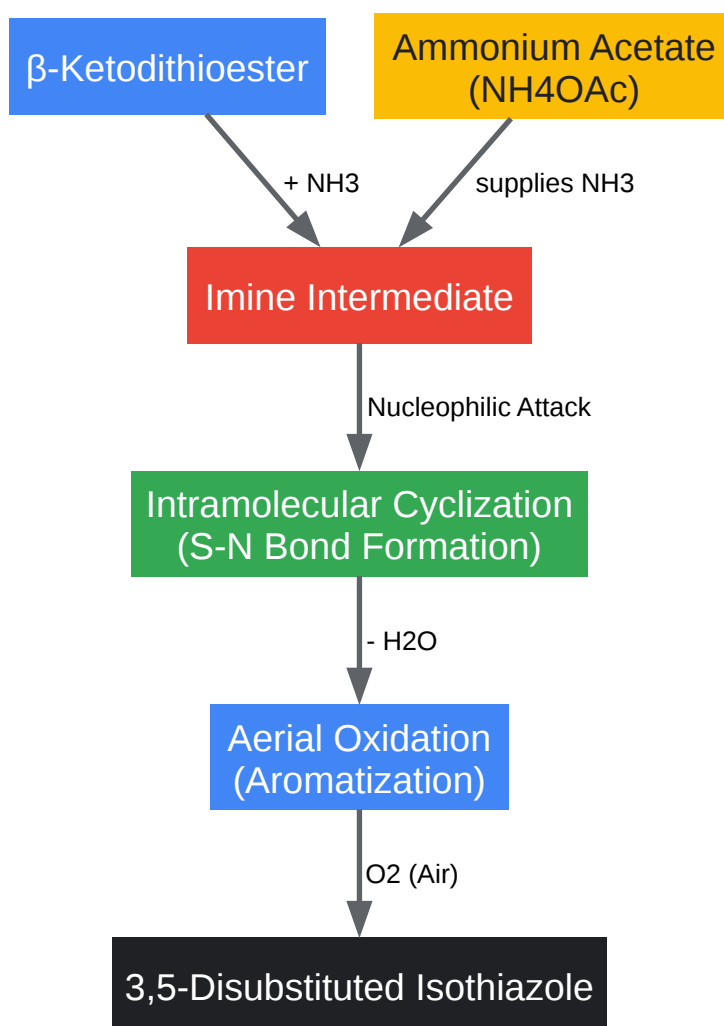 β-Ketodithioester
Ammonium Acetate
(NH4OAc)
+ NH3
supplies NH3
Imine Intermediate
Nucleophilic Attack
Intramolecular Cyclization
(S-N Bond Formation)
- H2O
Aerial Oxidation
(Aromatization)
O2 (Air)
3,5-Disubstituted Isothiazole